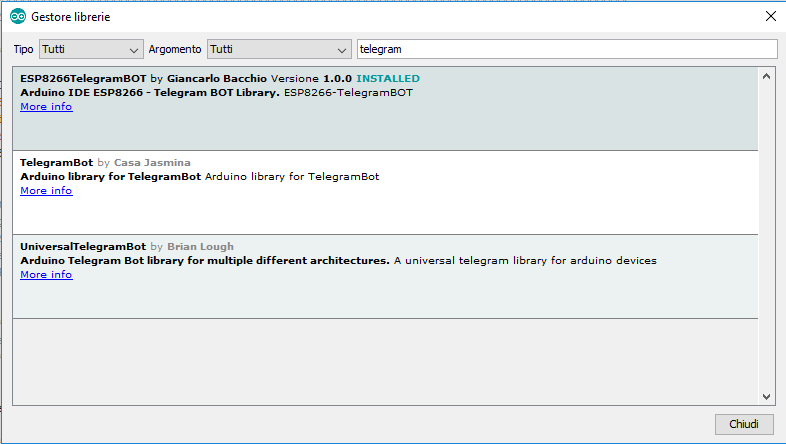 Gestore librerie
Tipo Tutti Argomento Tutti telegram
ESP8266TelegramBOT by Giancarlo Bacchio Versione 1.0.0 INSTALLED
Arduino IDE ESP8266 - Telegram BOT Library. ESP8266-TelegramBOT
More info
TelegramBot by Casa Jasmina
Arduino library for TelegramBot Arduino library for TelegramBot
More info
UniversalTelegramBot by Brian Lough
Arduino Telegram Bot library for multiple different architectures. A universal telegram library for arduino devices
More info
Chiudi